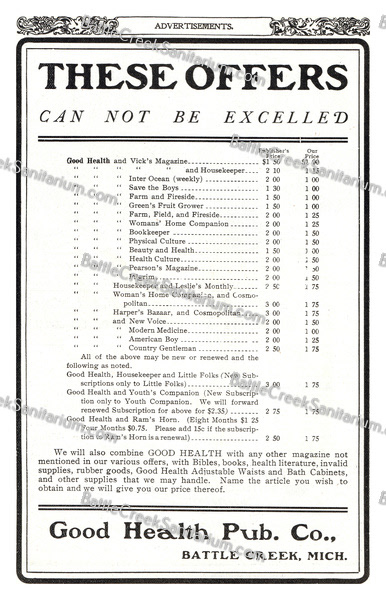 ADVERTISEMENTS.
THESE OFFERS
CAN NOT BE EXCELLED
Publisher's Price Our Price
Good Health and Vick's Magazine $1 50
" " " " " and Housekeeper 2 10
" " " Inter Ocean (weekly) 2 00 1 00
" " " Save the Boys 1 30 1 00
" " " Farm and Fireside 1 50 1 00
" " " Green's Fruit Grower 1 50 1 00
" " " Farm, Field, and Fireside 2 00 1 25
" " " Womans' Home Companion 2 00 1 25
" " " Bookkeeper 2 00 1 50
" " " Physical Culture 2 00 1 50
" " " Beauty and Health 1 50
" " " Health Culture 2 00 1 50
" " " Pearson's Magazine 2 00
" " " Pilgrim 2 00
" " Housekeeper and Leslie's Monthly 2 50 1 75
Woman's Home Companion, and Cosmo-
politan 3 00 1 75
" " Harper's Bazaar, and Cosmopolitan 3 00 1 75
" " and New Voice 2 00 1 50
" " " Modern Medicine 2 00 1 00
" " " American Boy 2 00 1 25
" " " Country Gentleman 2 50 1 75
All of the above may be new or renewed and the
following as noted.
Good Health, Housekeeper and Little Folks (New Sub-
scriptions only to Little Folks) 3 00 1 75
Good Health and Youth's Companion (New Subscrip-
tion only to Youth Companion. We will forward
renewed Subscription for above for $2.35) 2 75 1 75
Good Health and Ram's Horn. (Eight Months $1 25
Four Months $0.75. Please add 15c if the subscrip-
tion to Ram's Horn is a renewal) 2 50 1 75
We will also combine GOOD HEALTH with any other magazine not
mentioned in our various offers, with Bibles, books, health literature, invalid
supplies, rubber goods, Good Health Adjustable Waists and Bath Cabinets,
and other supplies that we may handle. Name the article you wish to
obtain and we will give you our price thereof.
Good Health Pub. Co.,
BATTLE CREEK, MICH.
BattleCreekSanitarium.com